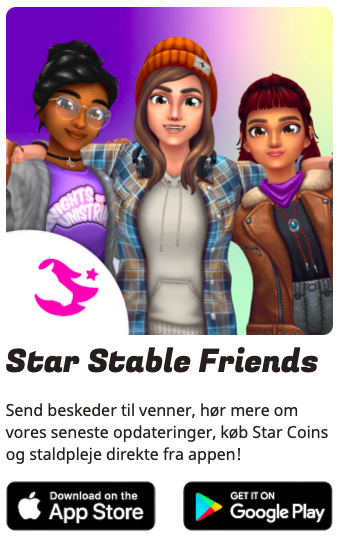 Star Stable Friends
Send beskeder til venner, hør mere om
vores seneste opdateringer, køb Star Coins
og staldpleje direkte fra appen!
Download on the
App Store
GET IT ON
Google Play